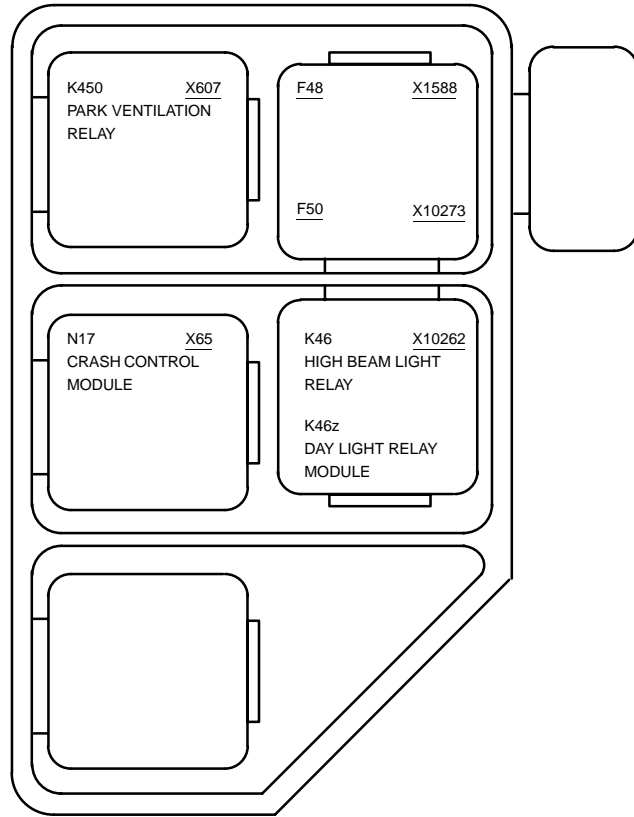 K450 X607
PARK VENTILATION
RELAY
F48 X1588
F50 X10273
N17 X65
CRASH CONTROL
MODULE
K46 X10262
HIGH BEAM LIGHT
RELAY
K46z
DAY LIGHT RELAY
MODULE